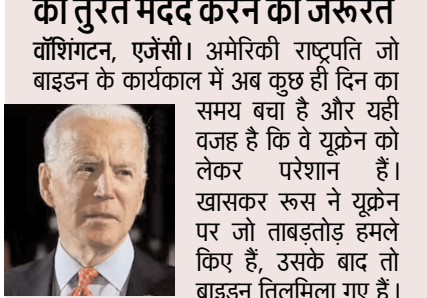 की तुरंत मदद करने की जरूरत
वॉशिंगटन, एजेंसी। अमेरिकी राष्ट्रपति जो
बाइडन के कार्यकाल में अब कुछ ही दिन का
समय बचा है और यही
वजह है कि वे यूक्रेन को
लेकर परेशान हैं।
खासकर रूस ने यूक्रेन
पर जो ताबड़तोड़ हमले
किए हैं, उसके बाद तो
बाइडन तिलमिला गए हैं।